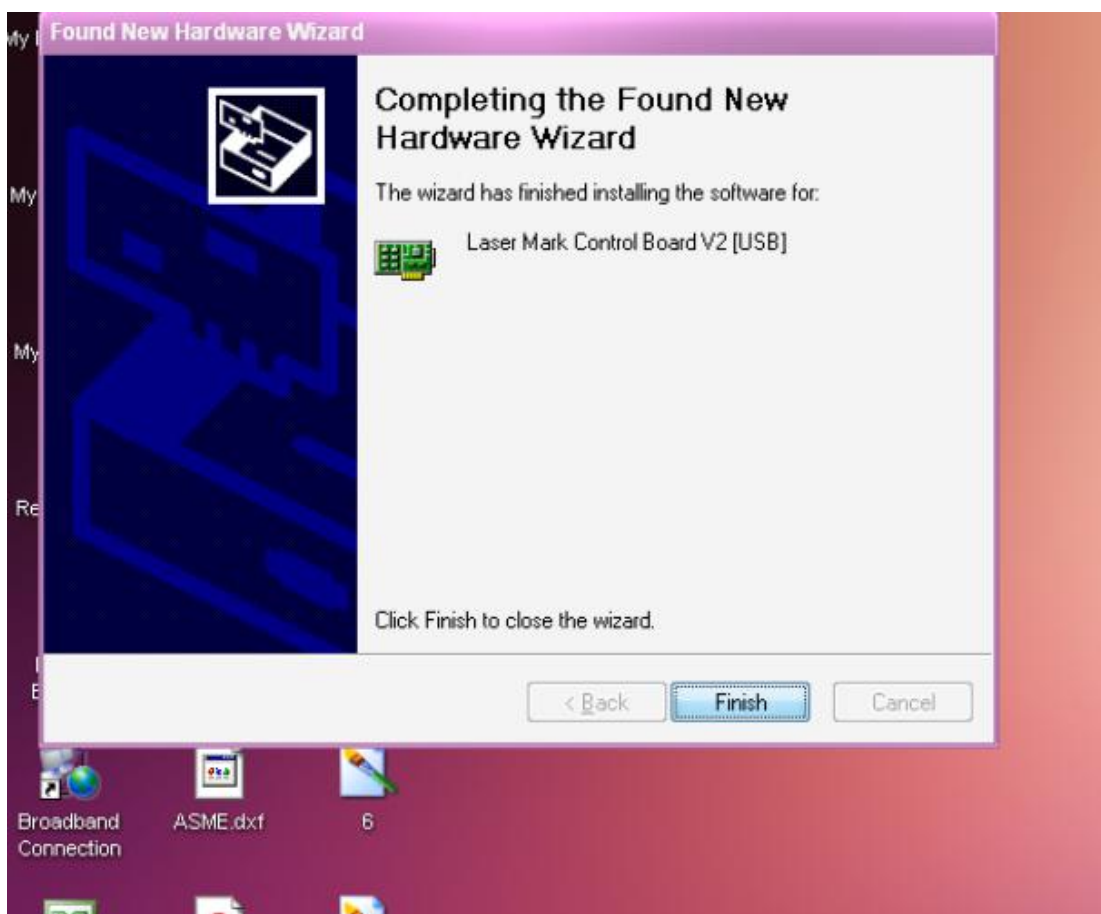 Found New Hardware Wizard
My
Completing the Found New
Hardware Wizard
The wizard has finished installing the software for:
My
Laser Mark Control Board V2 [USB]
My
Re
Click Finish to close the wizard.
E
< Back
Finish
Cancel
Broadband
Connection
ASME.dxf
6